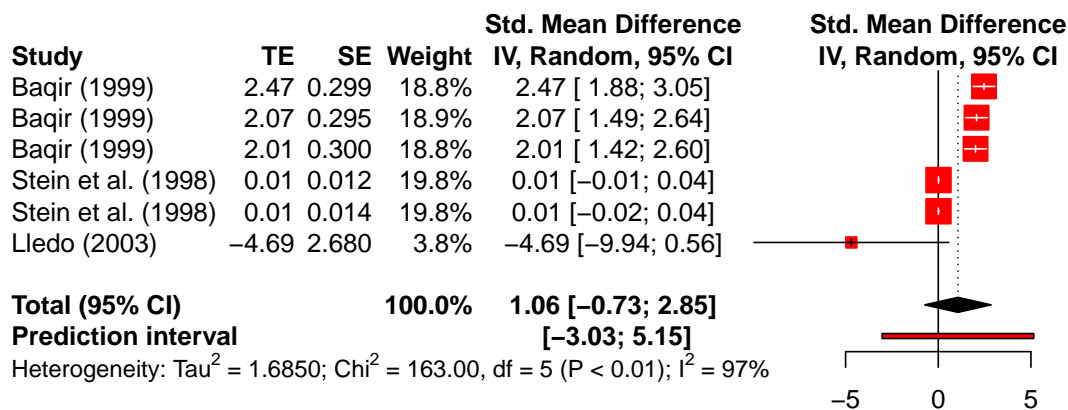 Std. Mean Difference Std. Mean Difference
Study TE SE Weight IV, Random, 95% CI IV, Random, 95% CI
Baqir (1999) 2.47 0.299 18.8% 2.47 [ 1.88; 3.05]
Baqir (1999) 2.07 0.295 18.9% 2.07 [ 1.49; 2.64]
Baqir (1999) 2.01 0.300 18.8% 2.01 [ 1.42; 2.60]
Stein et al. (1998) 0.01 0.012 19.8% 0.01 [−0.01; 0.04]
Stein et al. (1998) 0.01 0.014 19.8% 0.01 [−0.02; 0.04]
Lledo (2003) −4.69 2.680 3.8% −4.69 [−9.94; 0.56]
Total (95% CI) 100.0% 1.06 [−0.73; 2.85]
Prediction interval [−3.03; 5.15]
Heterogeneity: Tau² = 1.6850; Chi² = 163.00, df = 5 (P < 0.01); I² = 97%
−5 0 5